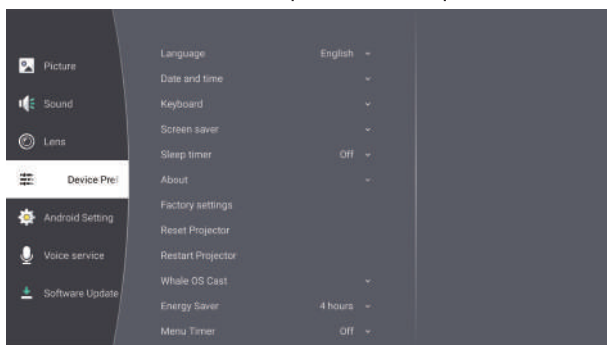 Picture
Sound
Lens
Device Pre
Android Setting
Voice service
Software Update
Language English
Date and time
Keyboard
Screen saver
Sleep timer Off
About
Factory settings
Reset Projector
Restart Projector
Whale OS Cast
Energy Saver 4 hours
Menu Timer Off